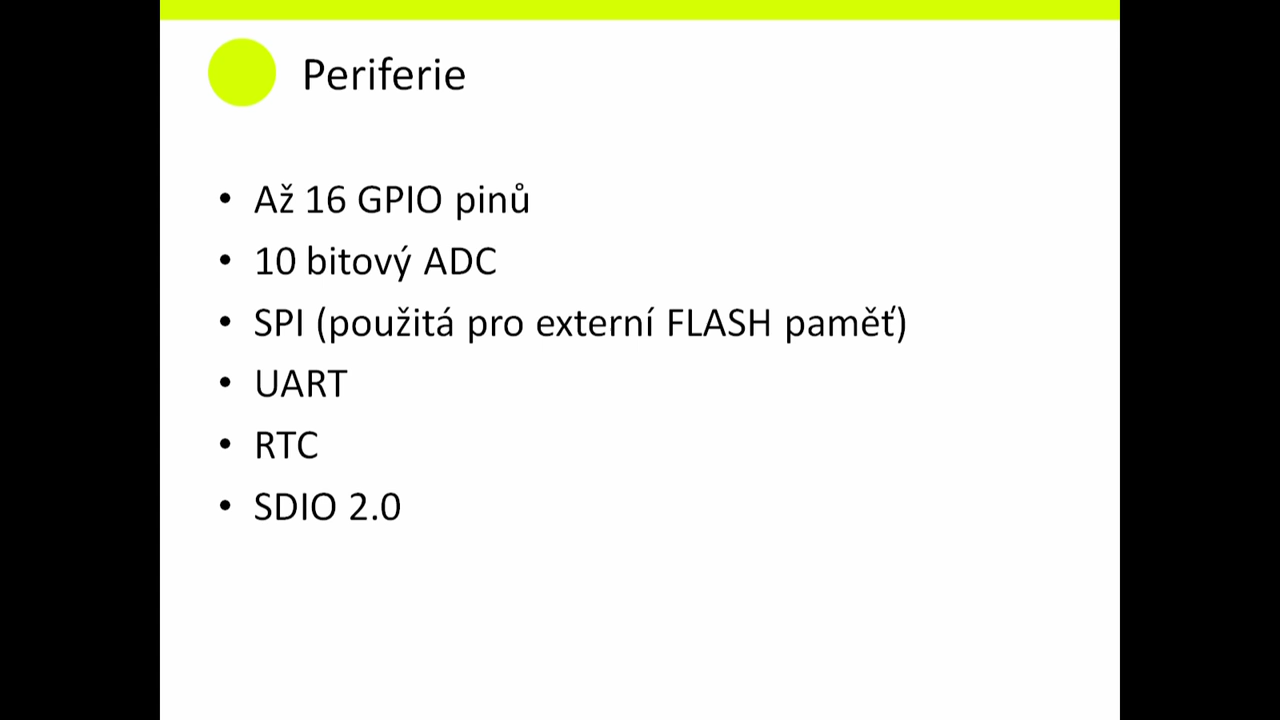 Periferie
• Až 16 GPIO pinů
• 10 bitový ADC
• SPI (použitá pro externí FLASH paměť)
• UART
• RTC
• SDIO 2.0